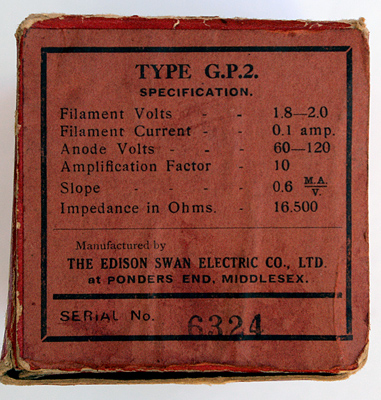 TYPE G.P.2.
SPECIFICATION.
Filament Volts - - 1.8—2.0
Filament Current - - 0.1 amp.
Anode Volts - - - 60—120
Amplification Factor - 10
Slope - - - - 0.6 M.A./V.
Impedance in Ohms. - 16.500
Manufactured by
THE EDISON SWAN ELECTRIC CO., LTD.
at PONDERS END, MIDDLESEX.
SERIAL No. 6324